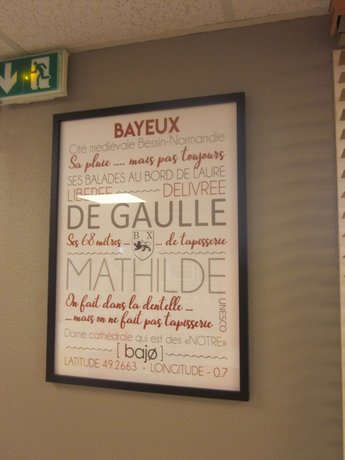 BAYEUX
Cité médiévale Bessin-Normandie
Sa pluie .... mais pas toujours
SES BALADES AU BORD DE L'AURE
LIBEREE ~~~~~ DELIVREE
DE GAULLE
Ses 68 mètres ... B X ... de tapisserie
MATHILDE
UNESCO
On fait dans la dentelle ...
... mais on ne fait pas tapisserie
Dame cathédrale qui est des «NOTRE»
[bajø]
LATITUDE 49,2663 - LONGITUDE - 0.7